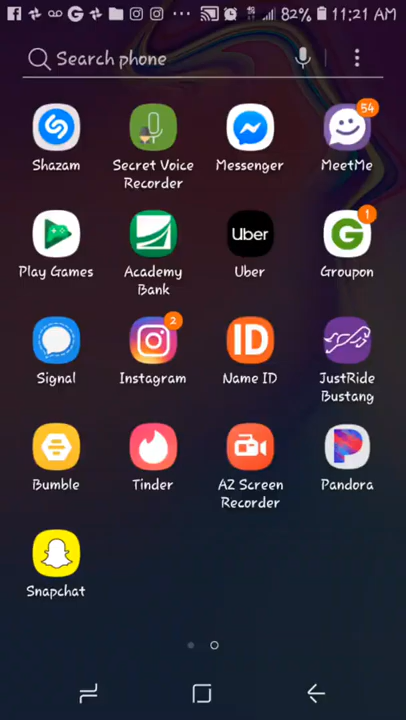 82% 11:21 AM
Search phone
54
Shazam
Secret Voice
Recorder
Messenger
MeetMe
Uber
1
Play Games
Academy
Bank
Uber
Groupon
2
ID
Signal
Instagram
Name ID
JustRide
Bustang
Bumble
Tinder
AZ Screen
Recorder
Pandora
Snapchat